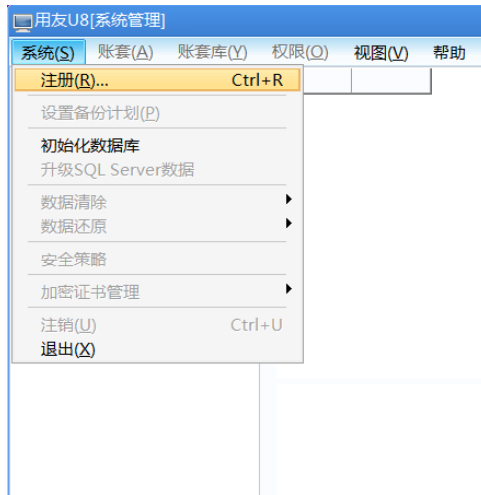 用友U8[系统管理]
系统(S) 账套(A) 账套库(Y) 权限(O) 视图(V) 帮助
注册(R)... Ctrl+R
设置备份计划(P)
初始化数据库
升级SQL Server数据
数据清除
数据还原
安全策略
加密证书管理
注销(U) Ctrl+U
退出(X)